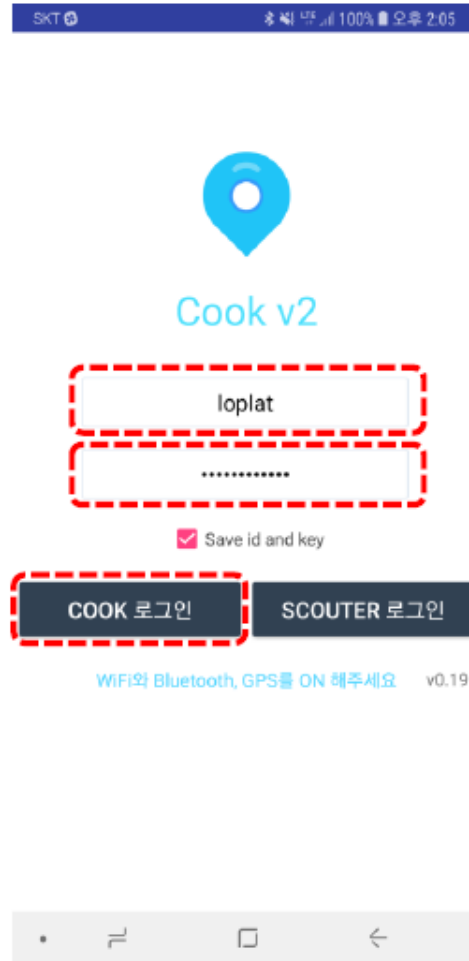 SKT LTE 100% 오후 2:05
Cook v2
loplat
••••••••••••
Save id and key
COOK 로그인 SCOUTER 로그인
WiFi와 Bluetooth, GPS를 ON 해주세요 v0.19